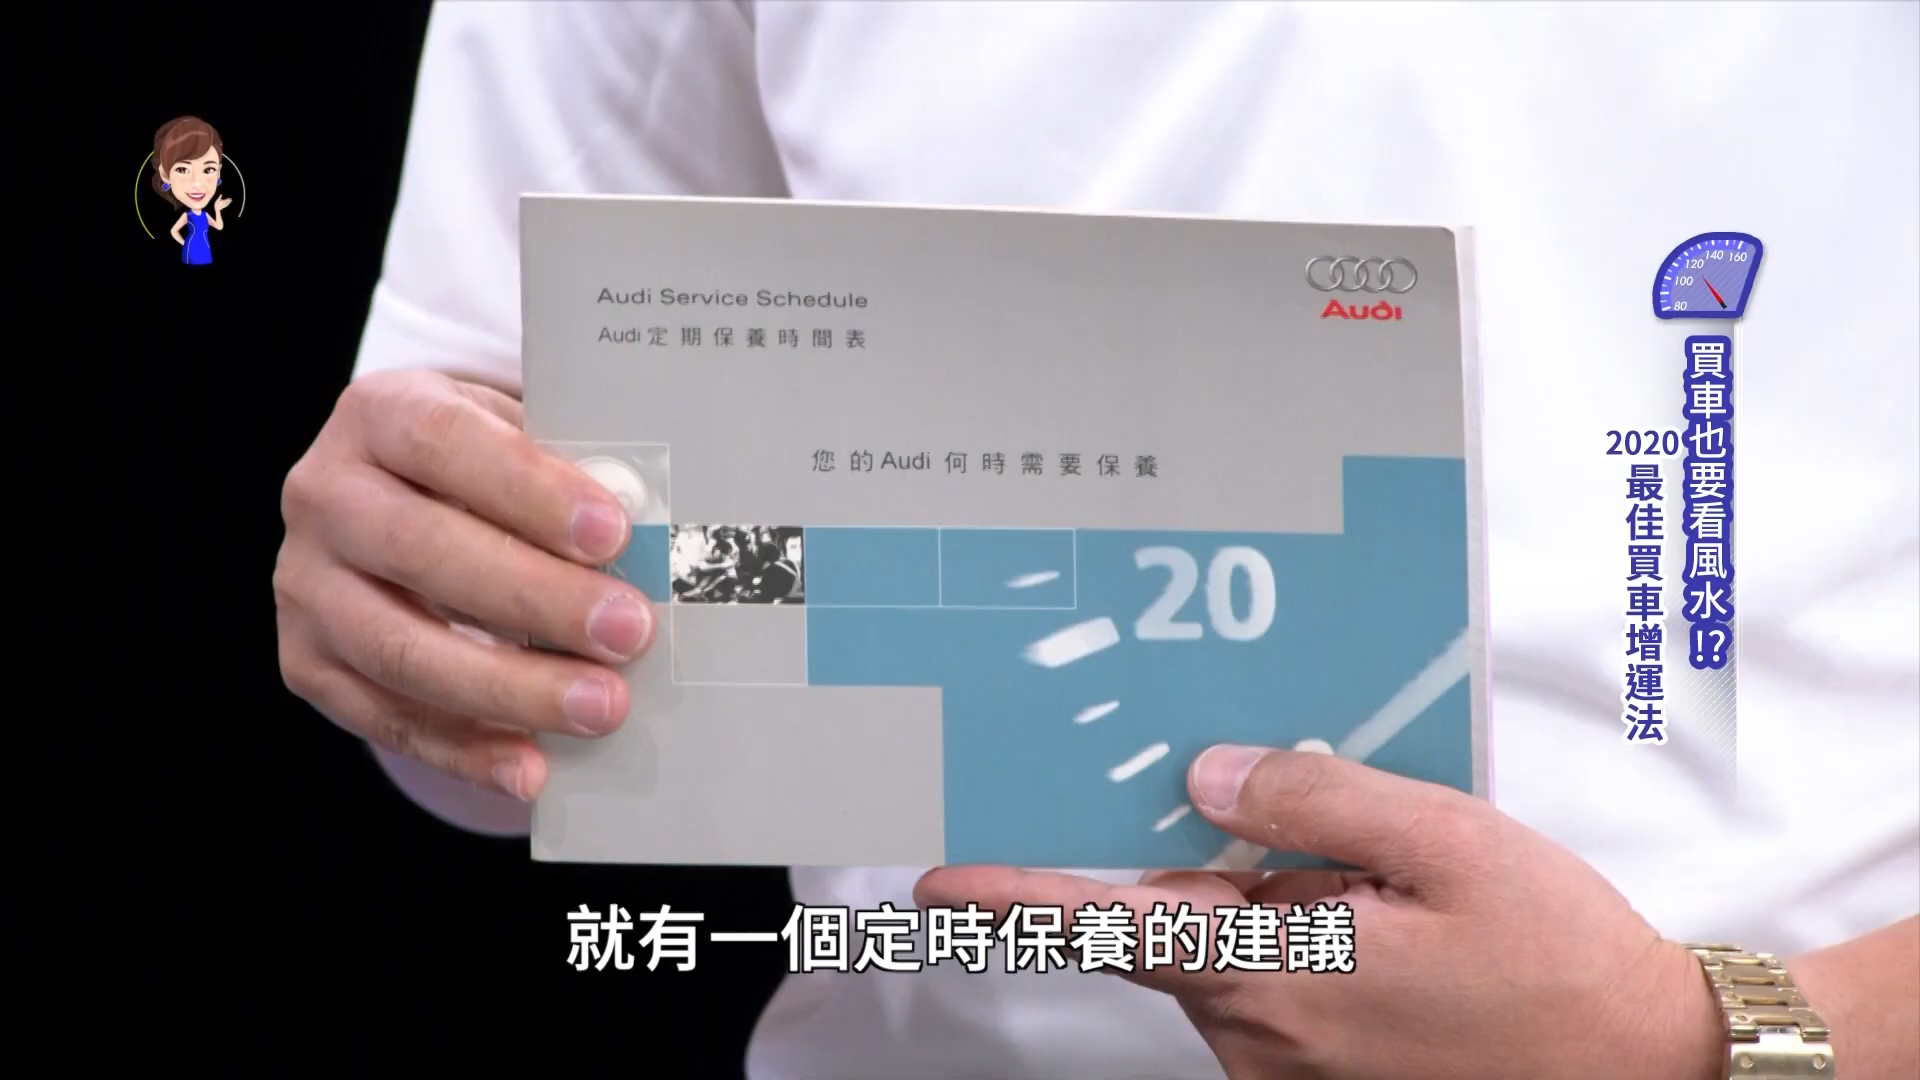 Audi Service Schedule
Audi定期保養時間表
Audi
您的Audi何時需要保養
20
80
100
120
140
160
買車也要看風水!?
2020最佳買車增運法
就有一個定時保養的建議